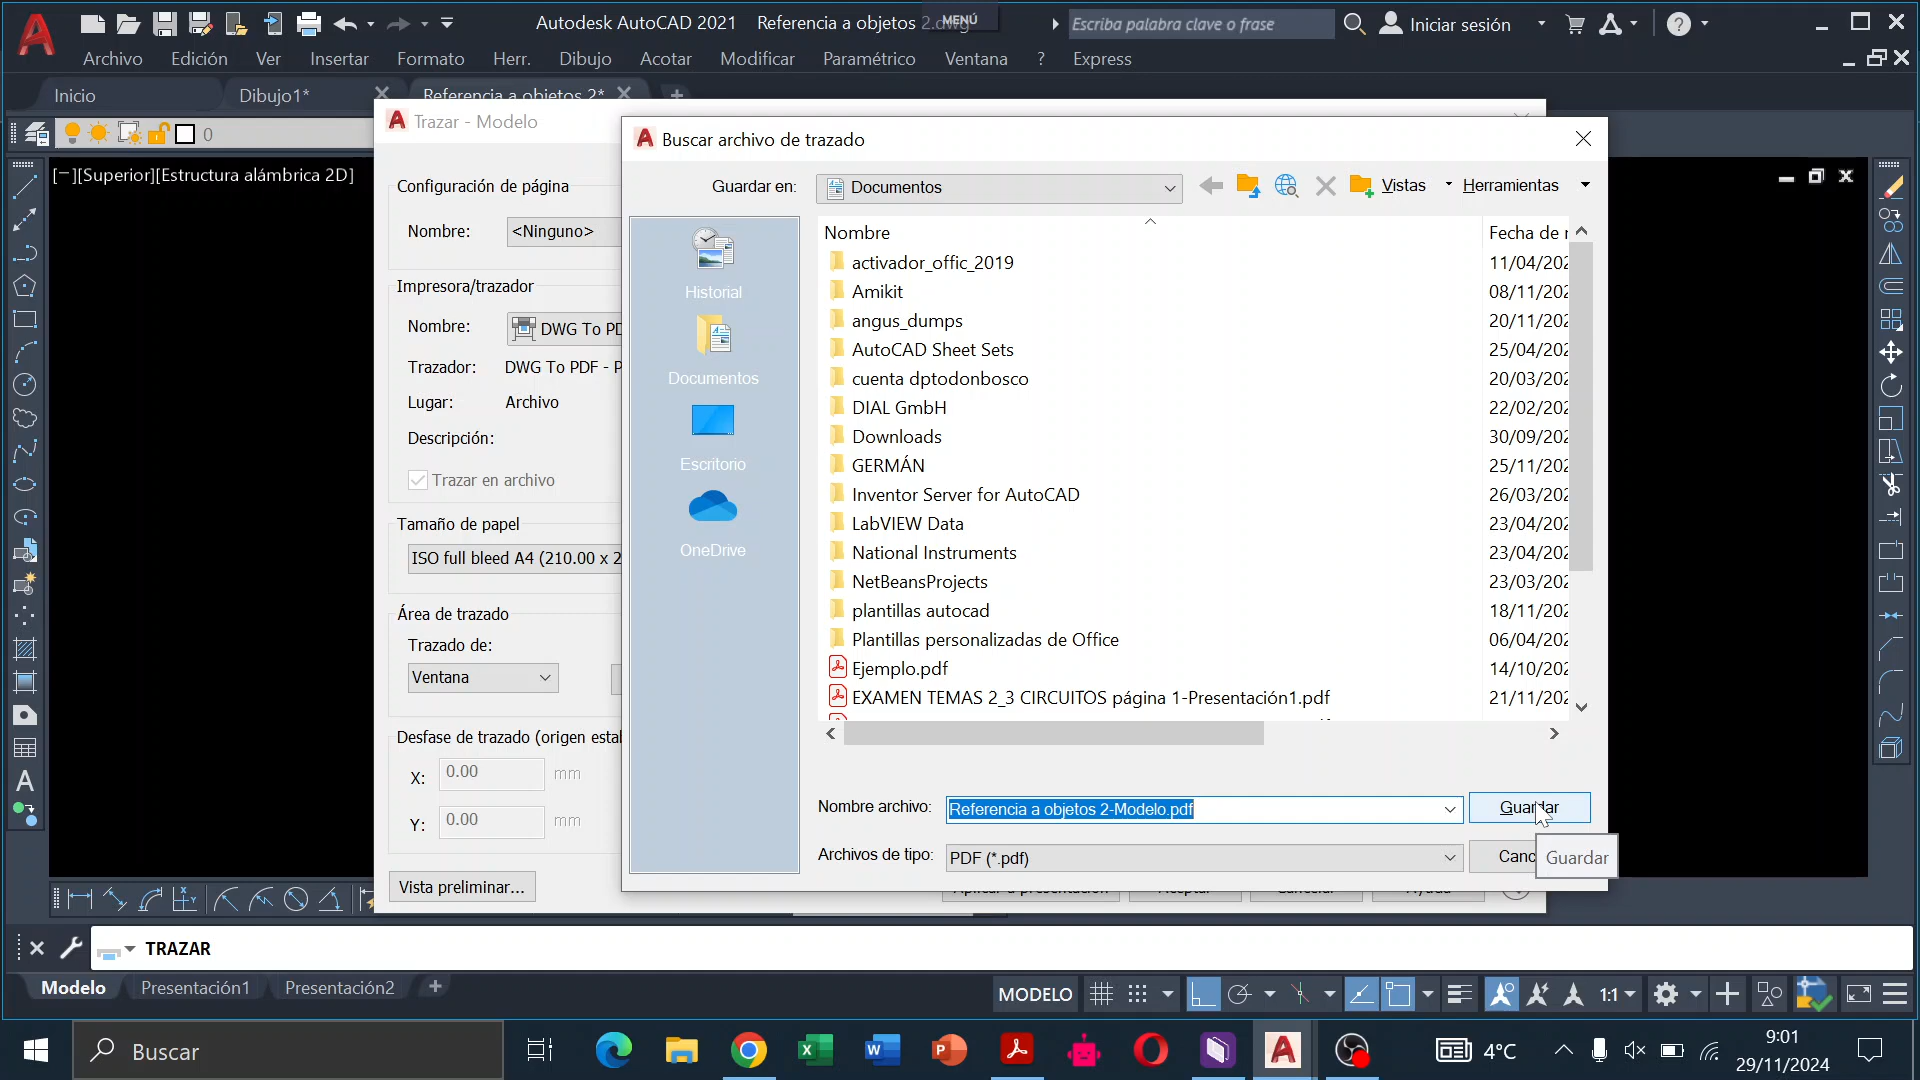 Autodesk AutoCAD 2021 Referencia a objetos 2.dwg
MENÚ
Escriba palabra clave o frase
Iniciar sesión
Archivo Edición Ver Insertar Formato Herr. Dibujo Acotar Modificar Paramétrico Ventana ? Express
Inicio Dibujo1* Referencia a objetos 2*
0
Trazar - Modelo
[−][Superior][Estructura alámbrica 2D]
Configuración de página
Nombre: <Ninguno>
Impresora/trazador
Nombre: DWG To PD
Trazador: DWG To PDF - P
Lugar: Archivo
Descripción:
Trazar en archivo
Tamaño de papel
ISO full bleed A4 (210.00 x 2
Área de trazado
Trazado de:
Ventana
Desfase de trazado (origen estal
X: 0.00 mm
Y: 0.00 mm
Vista preliminar...
Buscar archivo de trazado
Guardar en: Documentos
Vistas Herramientas
Historial
Documentos
Escritorio
OneDrive
Nombre Fecha de r
activador_offic_2019 11/04/202
Amikit 08/11/202
angus_dumps 20/11/202
AutoCAD Sheet Sets 25/04/202
cuenta dptodonbosco 20/03/202
DIAL GmbH 22/02/202
Downloads 30/09/202
GERMÁN 25/11/202
Inventor Server for AutoCAD 26/03/202
LabVIEW Data 23/04/202
National Instruments 23/04/202
NetBeansProjects 23/03/202
plantillas autocad 18/11/202
Plantillas personalizadas de Office 06/04/202
Ejemplo.pdf 14/10/202
EXAMEN TEMAS 2_3 CIRCUITOS página 1-Presentación1.pdf 21/11/202
Nombre archivo: Referencia a objetos 2-Modelo.pdf Guardar
Archivos de tipo: PDF (*.pdf) Canc
Guardar
Aplicar a presentación Aceptar Cancelar Ayuda
TRAZAR
Modelo Presentación1 Presentación2
MODELO 1:1
Buscar
4°C
9:01
29/11/2024